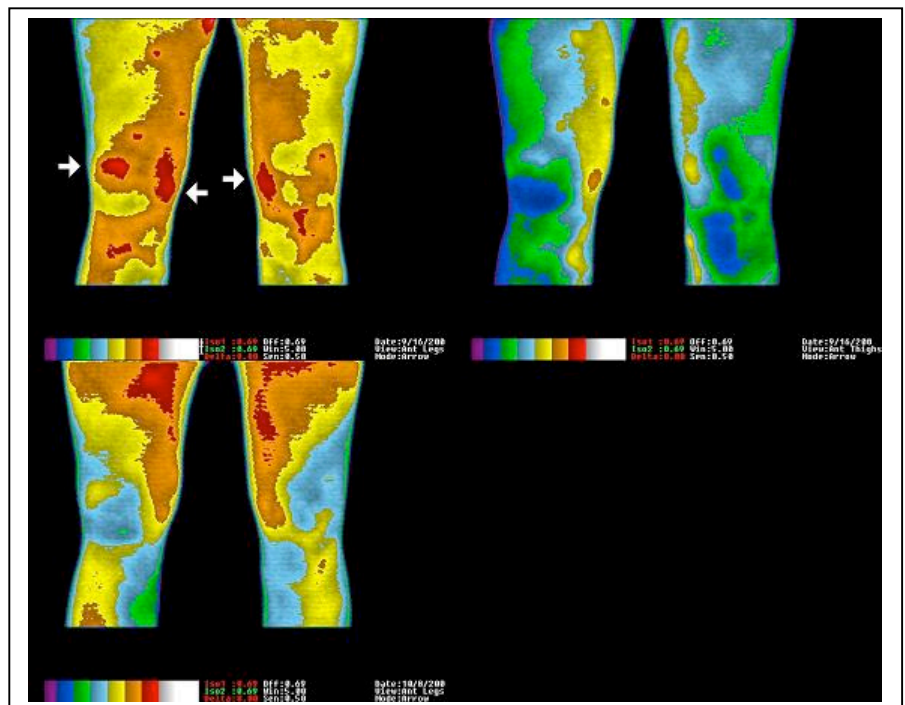 Iso1 :0.69 Off:0.69 Date:9/16/200
Iso2 :0.69 Win:5.00 View:Ant Legs
Delta:0.00 Sen:0.50 Mode:Arrow
Iso1 :0.69 Off:0.69 Date:9/16/200
Iso2 :0.69 Win:5.00 View:Ant Thighs
Delta:0.00 Sen:0.50 Mode:Arrow
Iso1 :0.69 Off:0.69 Date:10/8/200
Iso2 :0.69 Win:5.00 View:Ant Legs
Delta:0.00 Sen:0.50 Mode:Arrow